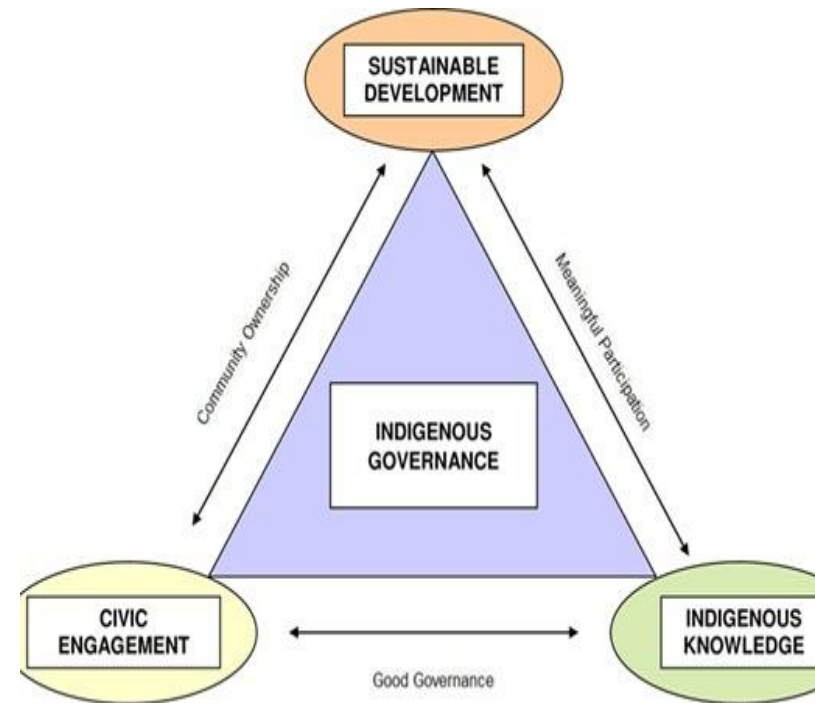 SUSTAINABLE
DEVELOPMENT
Community Ownership
Meaningful Participation
INDIGENOUS
GOVERNANCE
CIVIC
ENGAGEMENT
INDIGENOUS
KNOWLEDGE
Good Governance